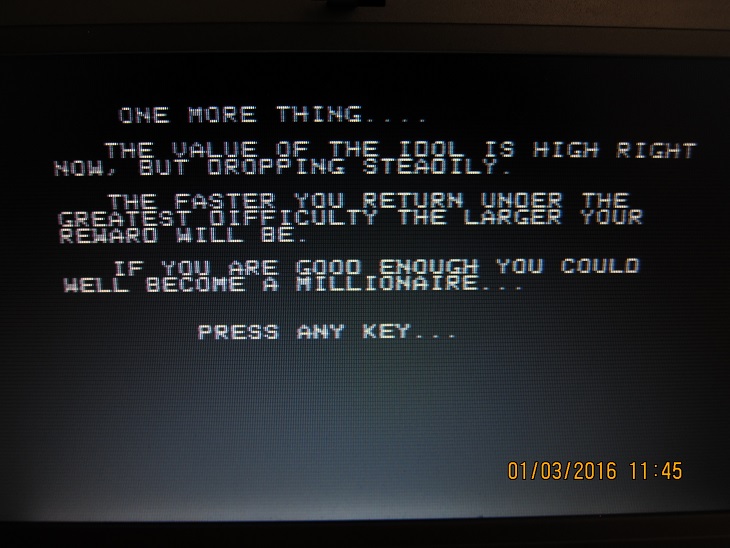 ONE MORE THING....
THE VALUE OF THE IDOL IS HIGH RIGHT
NOW, BUT DROPPING STEADILY.
THE FASTER YOU RETURN UNDER THE
GREATEST DIFFICULTY THE LARGER YOUR
REWARD WILL BE.
IF YOU ARE GOOD ENOUGH YOU COULD
WELL BECOME A MILLIONAIRE...
PRESS ANY KEY...
01/03/2016 11:45